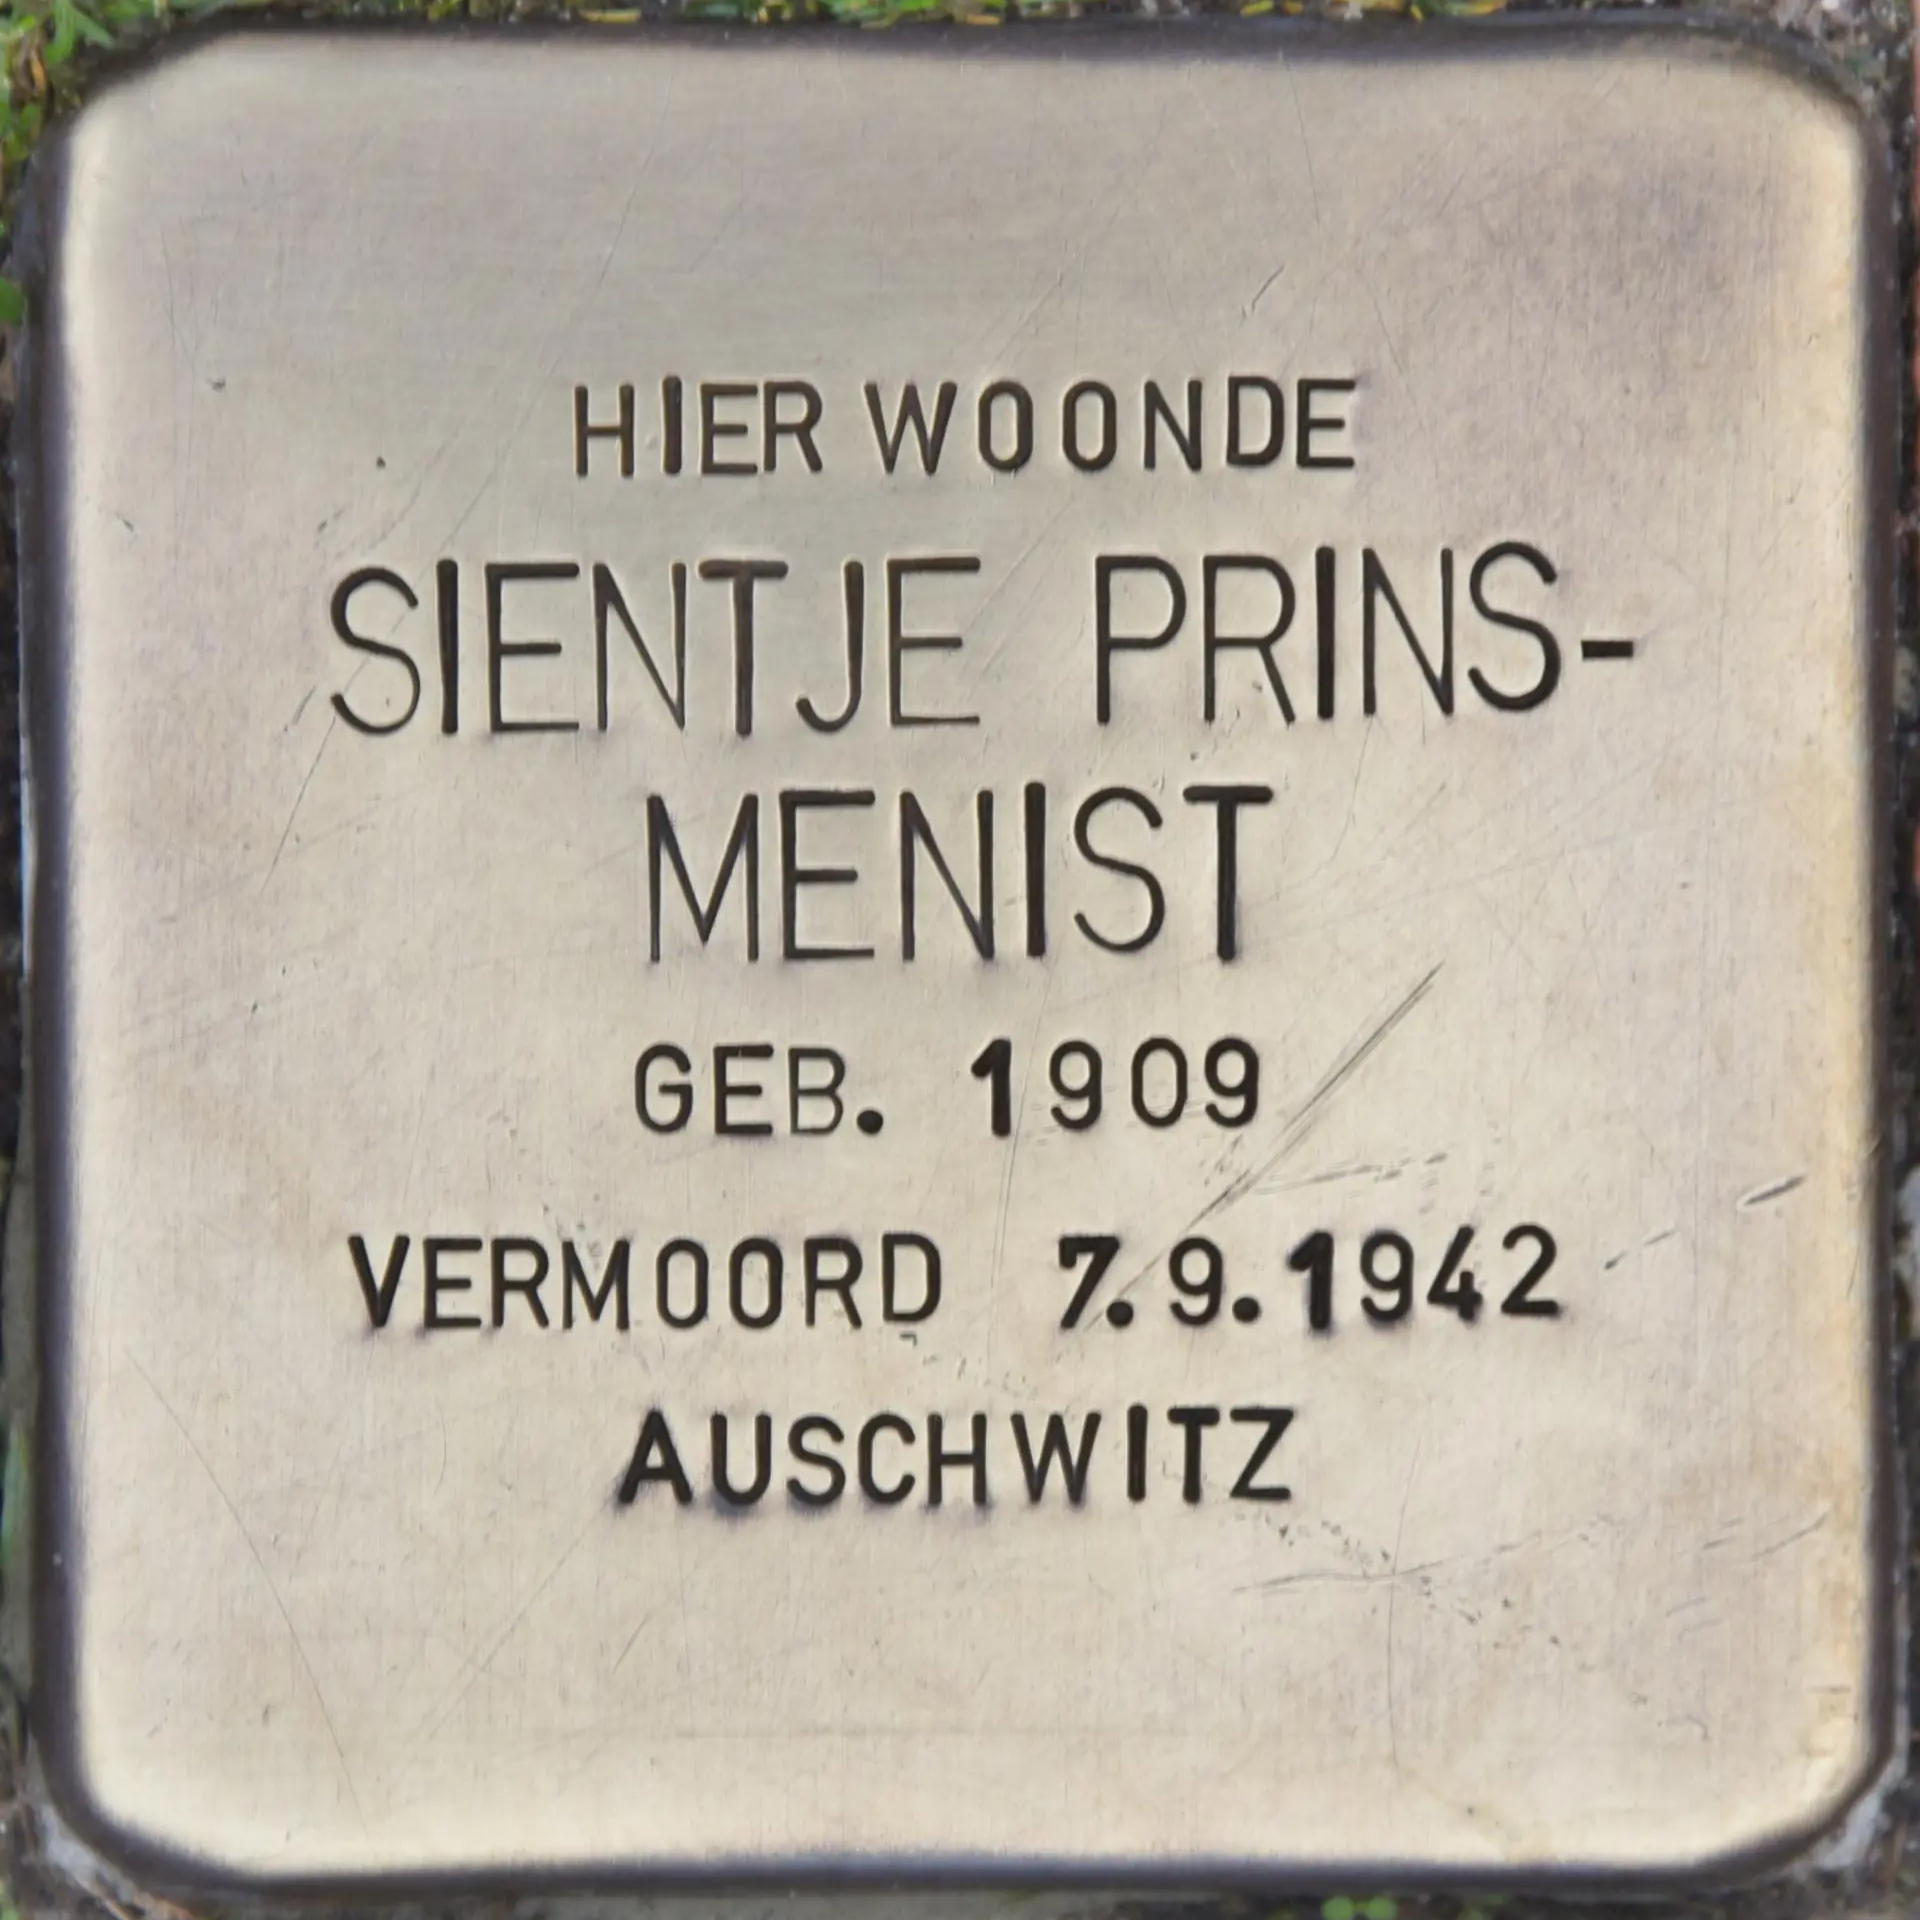 HIER WOONDE
SIENTJE PRINS-
MENIST
GEB. 1909
VERMOORD 7.9.1942
AUSCHWITZ